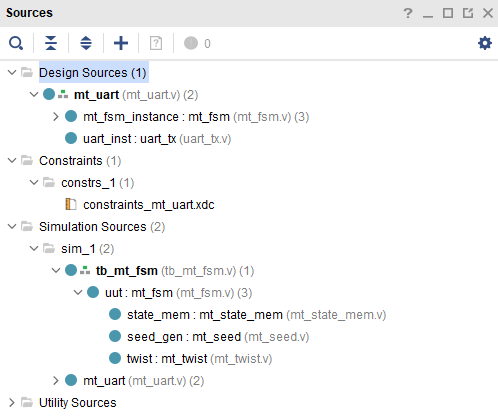 Sources
0
Design Sources (1)
mt_uart (mt_uart.v) (2)
mt_fsm_instance : mt_fsm (mt_fsm.v) (3)
uart_inst : uart_tx (uart_tx.v)
Constraints (1)
constrs_1 (1)
constraints_mt_uart.xdc
Simulation Sources (2)
sim_1 (2)
tb_mt_fsm (tb_mt_fsm.v) (1)
uut : mt_fsm (mt_fsm.v) (3)
state_mem : mt_state_mem (mt_state_mem.v)
seed_gen : mt_seed (mt_seed.v)
twist : mt_twist (mt_twist.v)
mt_uart (mt_uart.v) (2)
Utility Sources